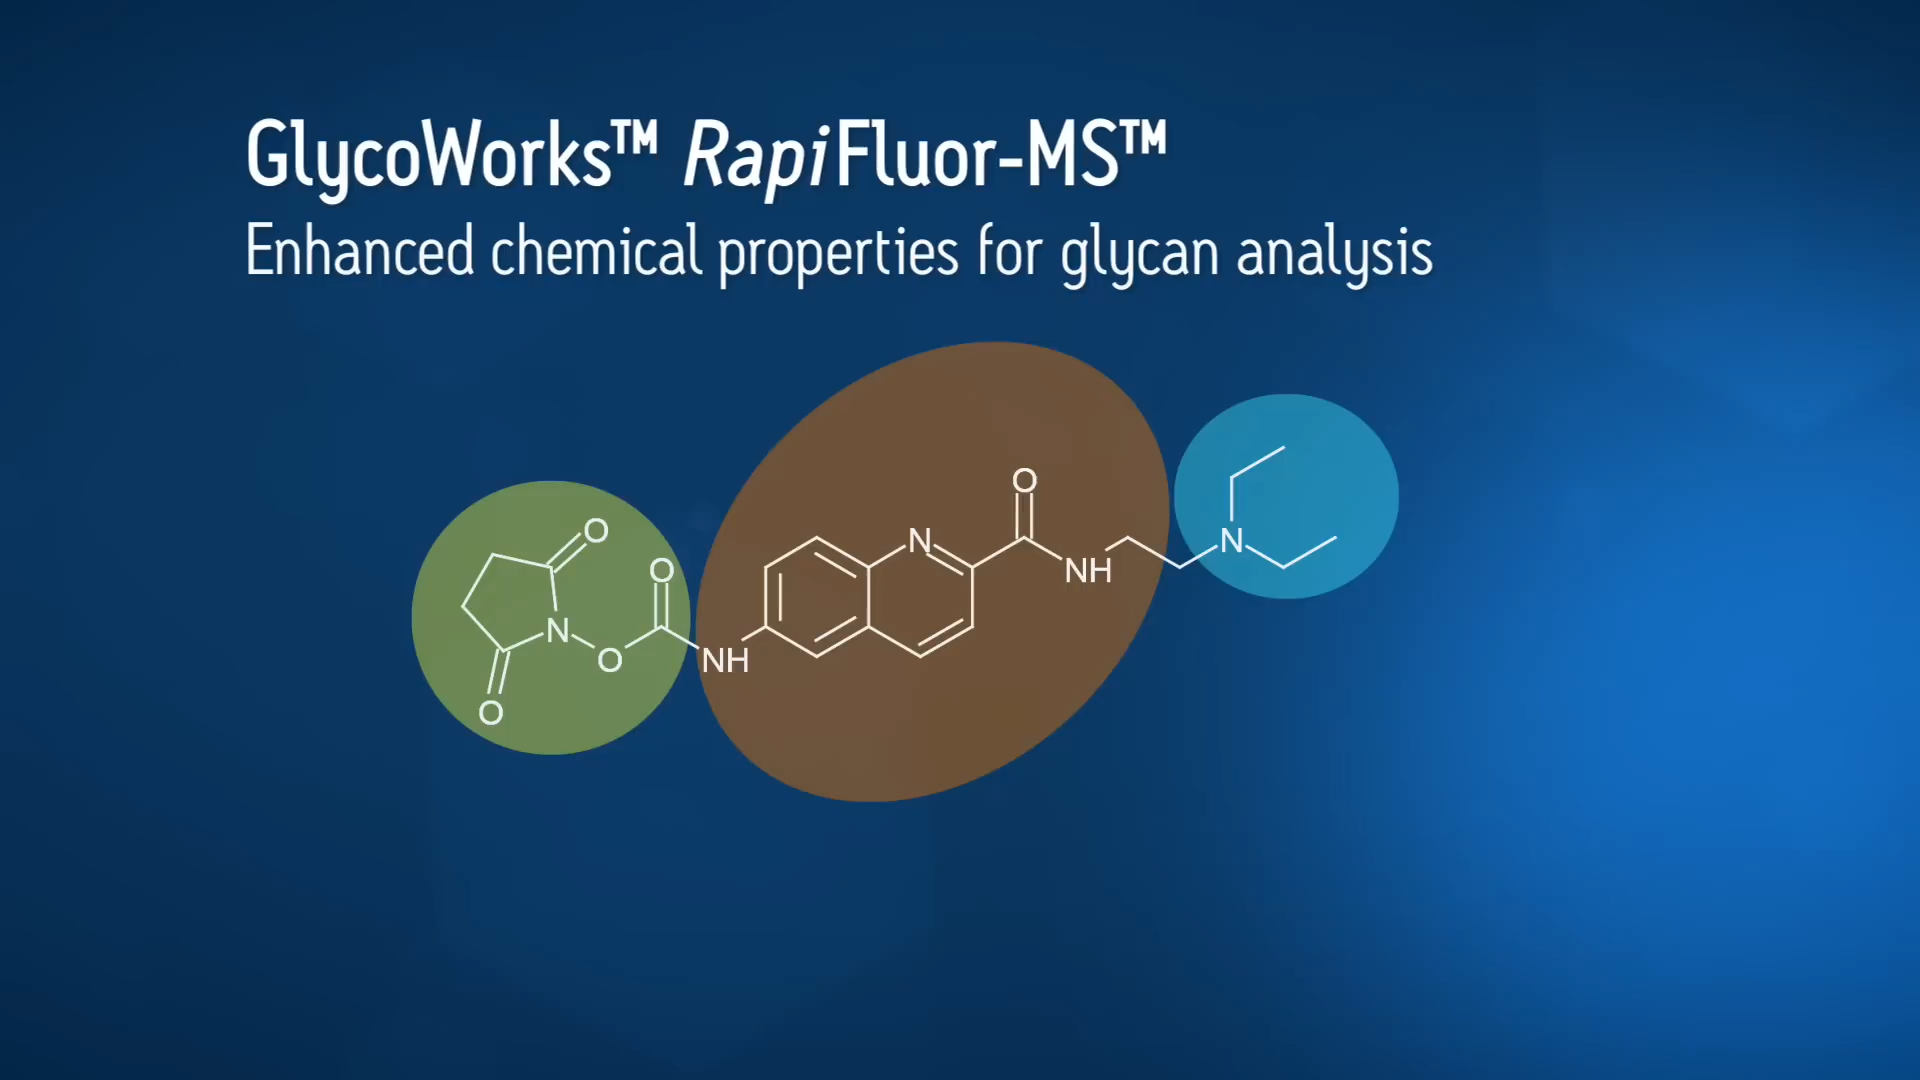 GlycoWorks™ RapiFluor-MS™
Enhanced chemical properties for glycan analysis
O
O
N
O
O
NH
N
O
NH
N